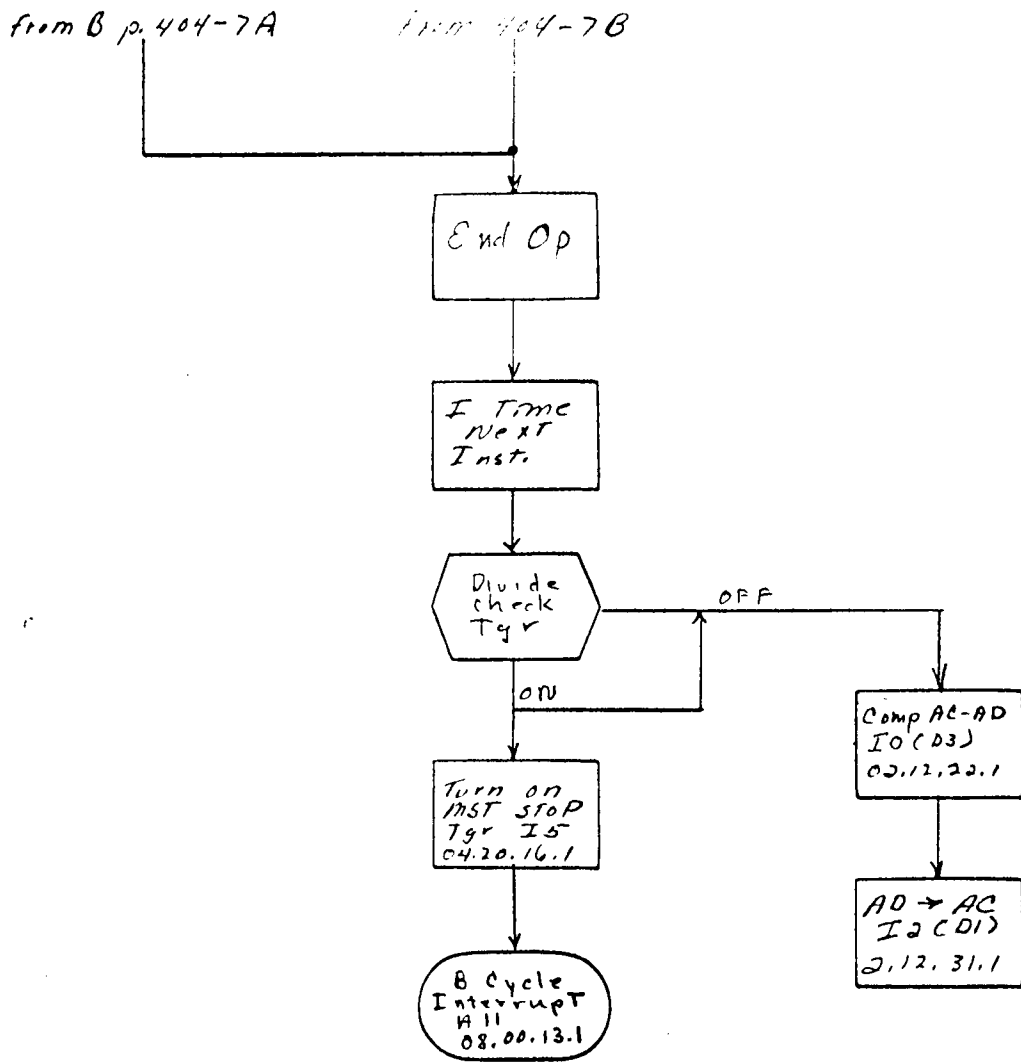 from B p. 404-7A
from 404-7B
End Op
I Time
Next
Inst.
Divide
check
Tgr
OFF
ON
Comp AC-AD
I0 (D3)
02.12.22.1
Turn on
MST STOP
Tgr I5
04.20.16.1
AD → AC
I2 (D1)
2.12.31.1
B Cycle
Interrupt
A11
08.00.13.1